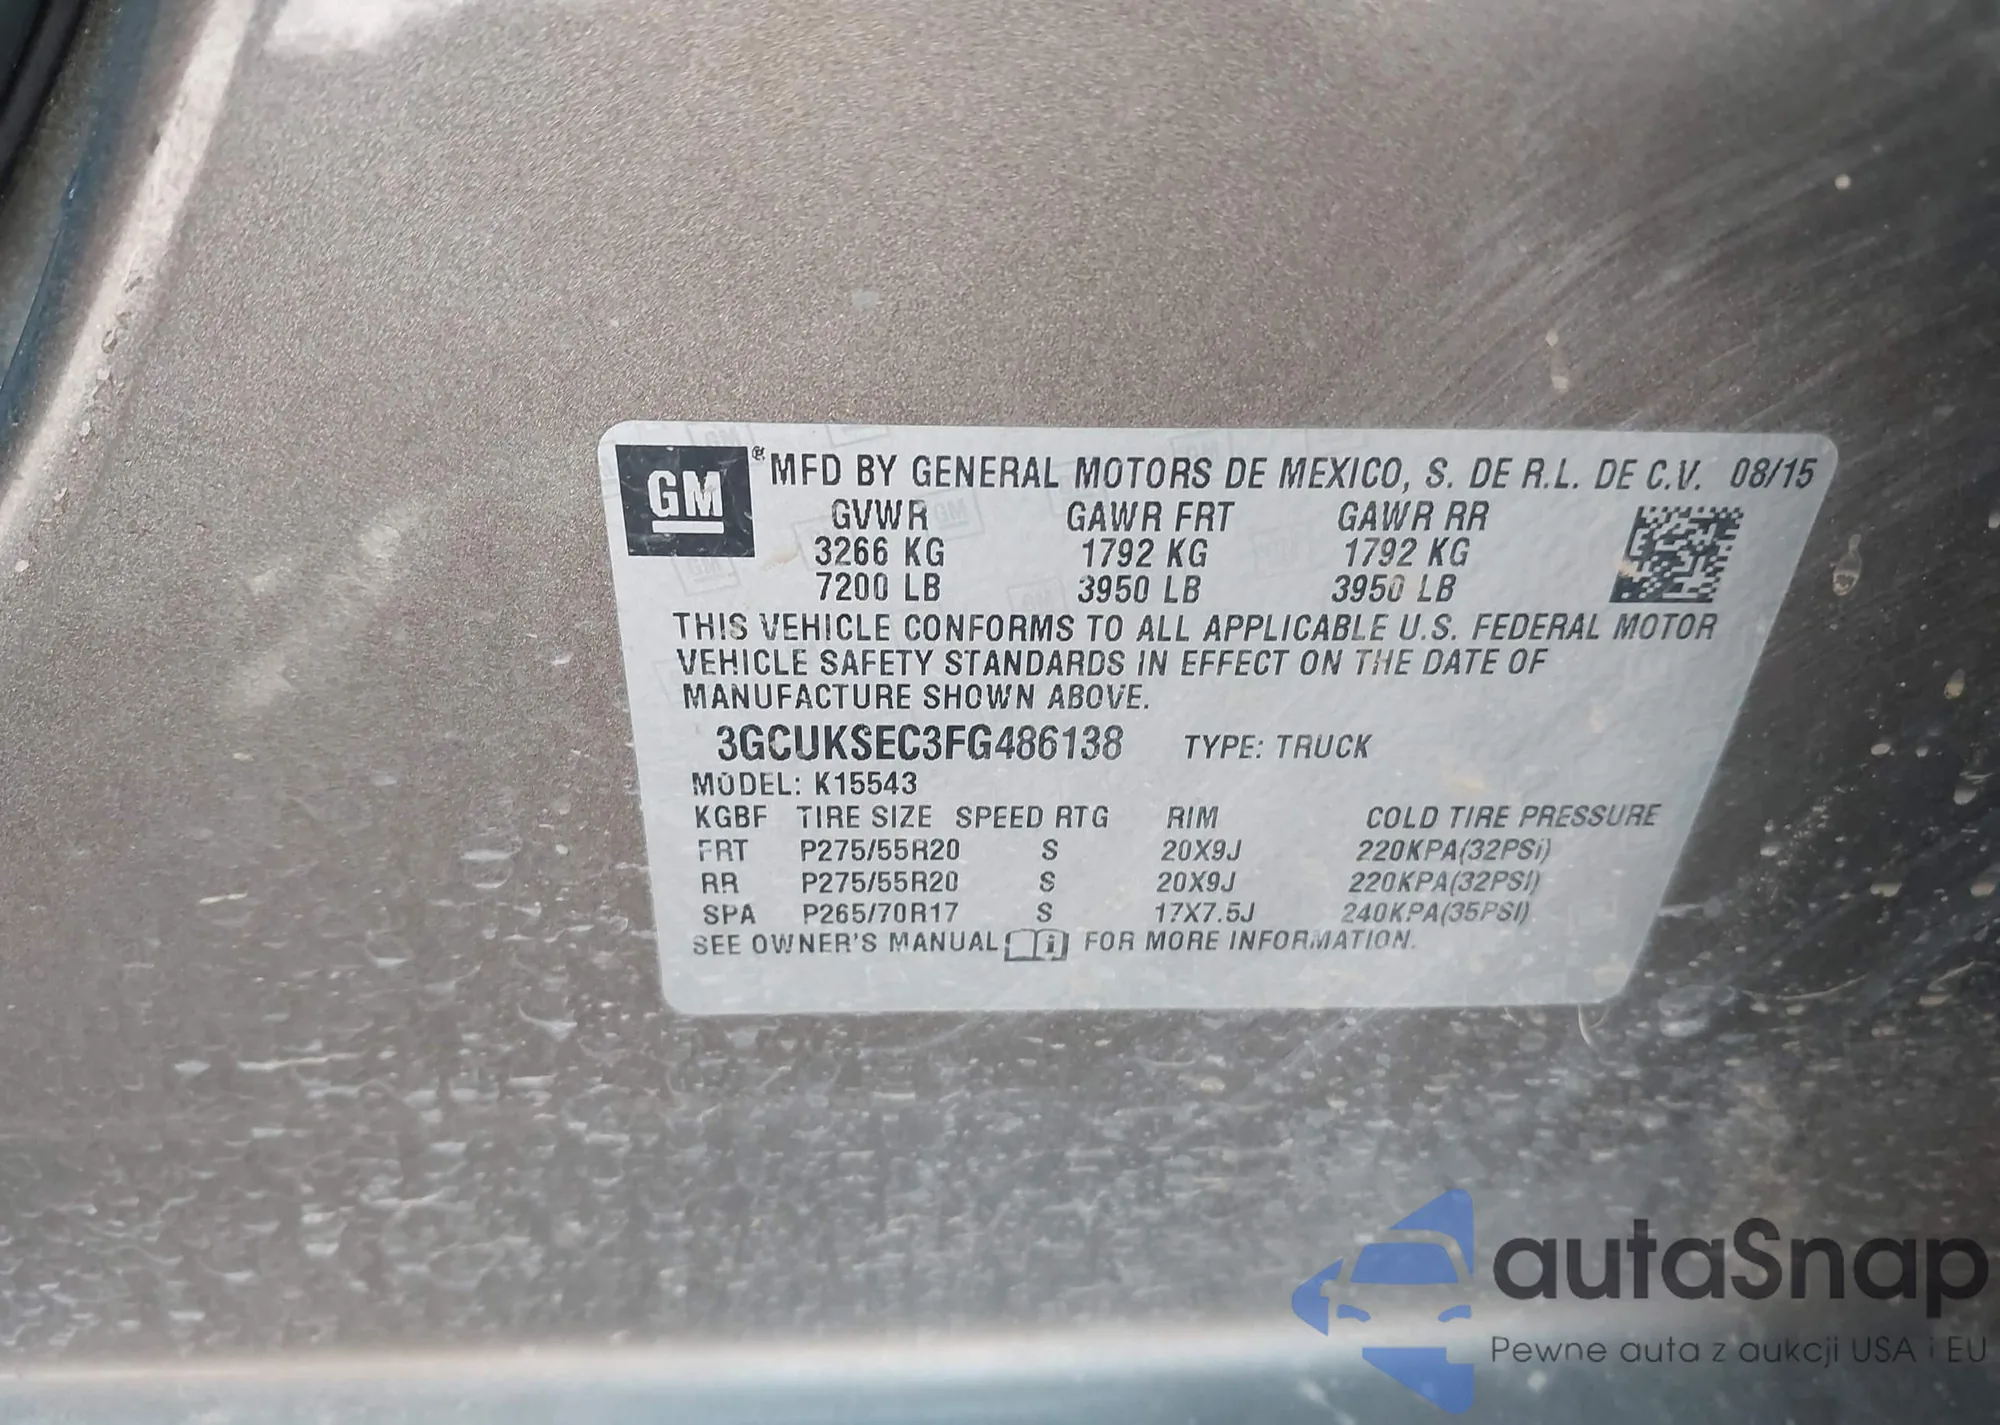 GM ® MFD BY GENERAL MOTORS DE MEXICO, S. DE R.L. DE C.V. 08/15
GVWR GAWR FRT GAWR RR
3266 KG 1792 KG 1792 KG
7200 LB 3950 LB 3950 LB
THIS VEHICLE CONFORMS TO ALL APPLICABLE U.S. FEDERAL MOTOR
VEHICLE SAFETY STANDARDS IN EFFECT ON THE DATE OF
MANUFACTURE SHOWN ABOVE.
3GCUKSEC3FG486138 TYPE: TRUCK
MODEL: K15543
KGBF TIRE SIZE SPEED RTG RIM COLD TIRE PRESSURE
FRT P275/55R20 S 20X9J 220KPA(32PSI)
RR P275/55R20 S 20X9J 220KPA(32PSI)
SPA P265/70R17 S 17X7.5J 240KPA(35PSI)
SEE OWNER'S MANUAL i FOR MORE INFORMATION.
autaSnap
Pewne auta z aukcji USA i EU